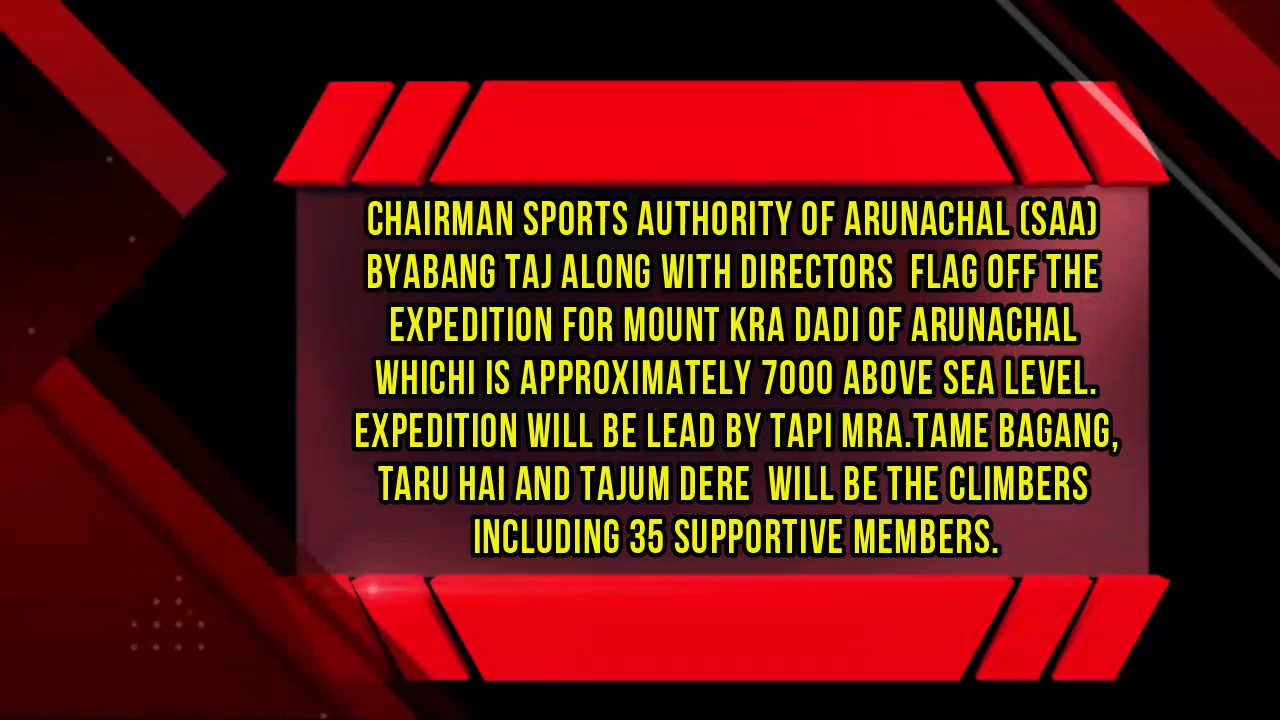 CHAIRMAN SPORTS AUTHORITY OF ARUNACHAL (SAA)
BYABANG TAJ ALONG WITH DIRECTORS  FLAG OFF THE
EXPEDITION FOR MOUNT KRA DADI OF ARUNACHAL
WHICHI IS APPROXIMATELY 7000 ABOVE SEA LEVEL.
EXPEDITION WILL BE LEAD BY TAPI MRA.TAME BAGANG,
TARU HAI AND TAJUM DERE  WILL BE THE CLIMBERS
INCLUDING 35 SUPPORTIVE MEMBERS.